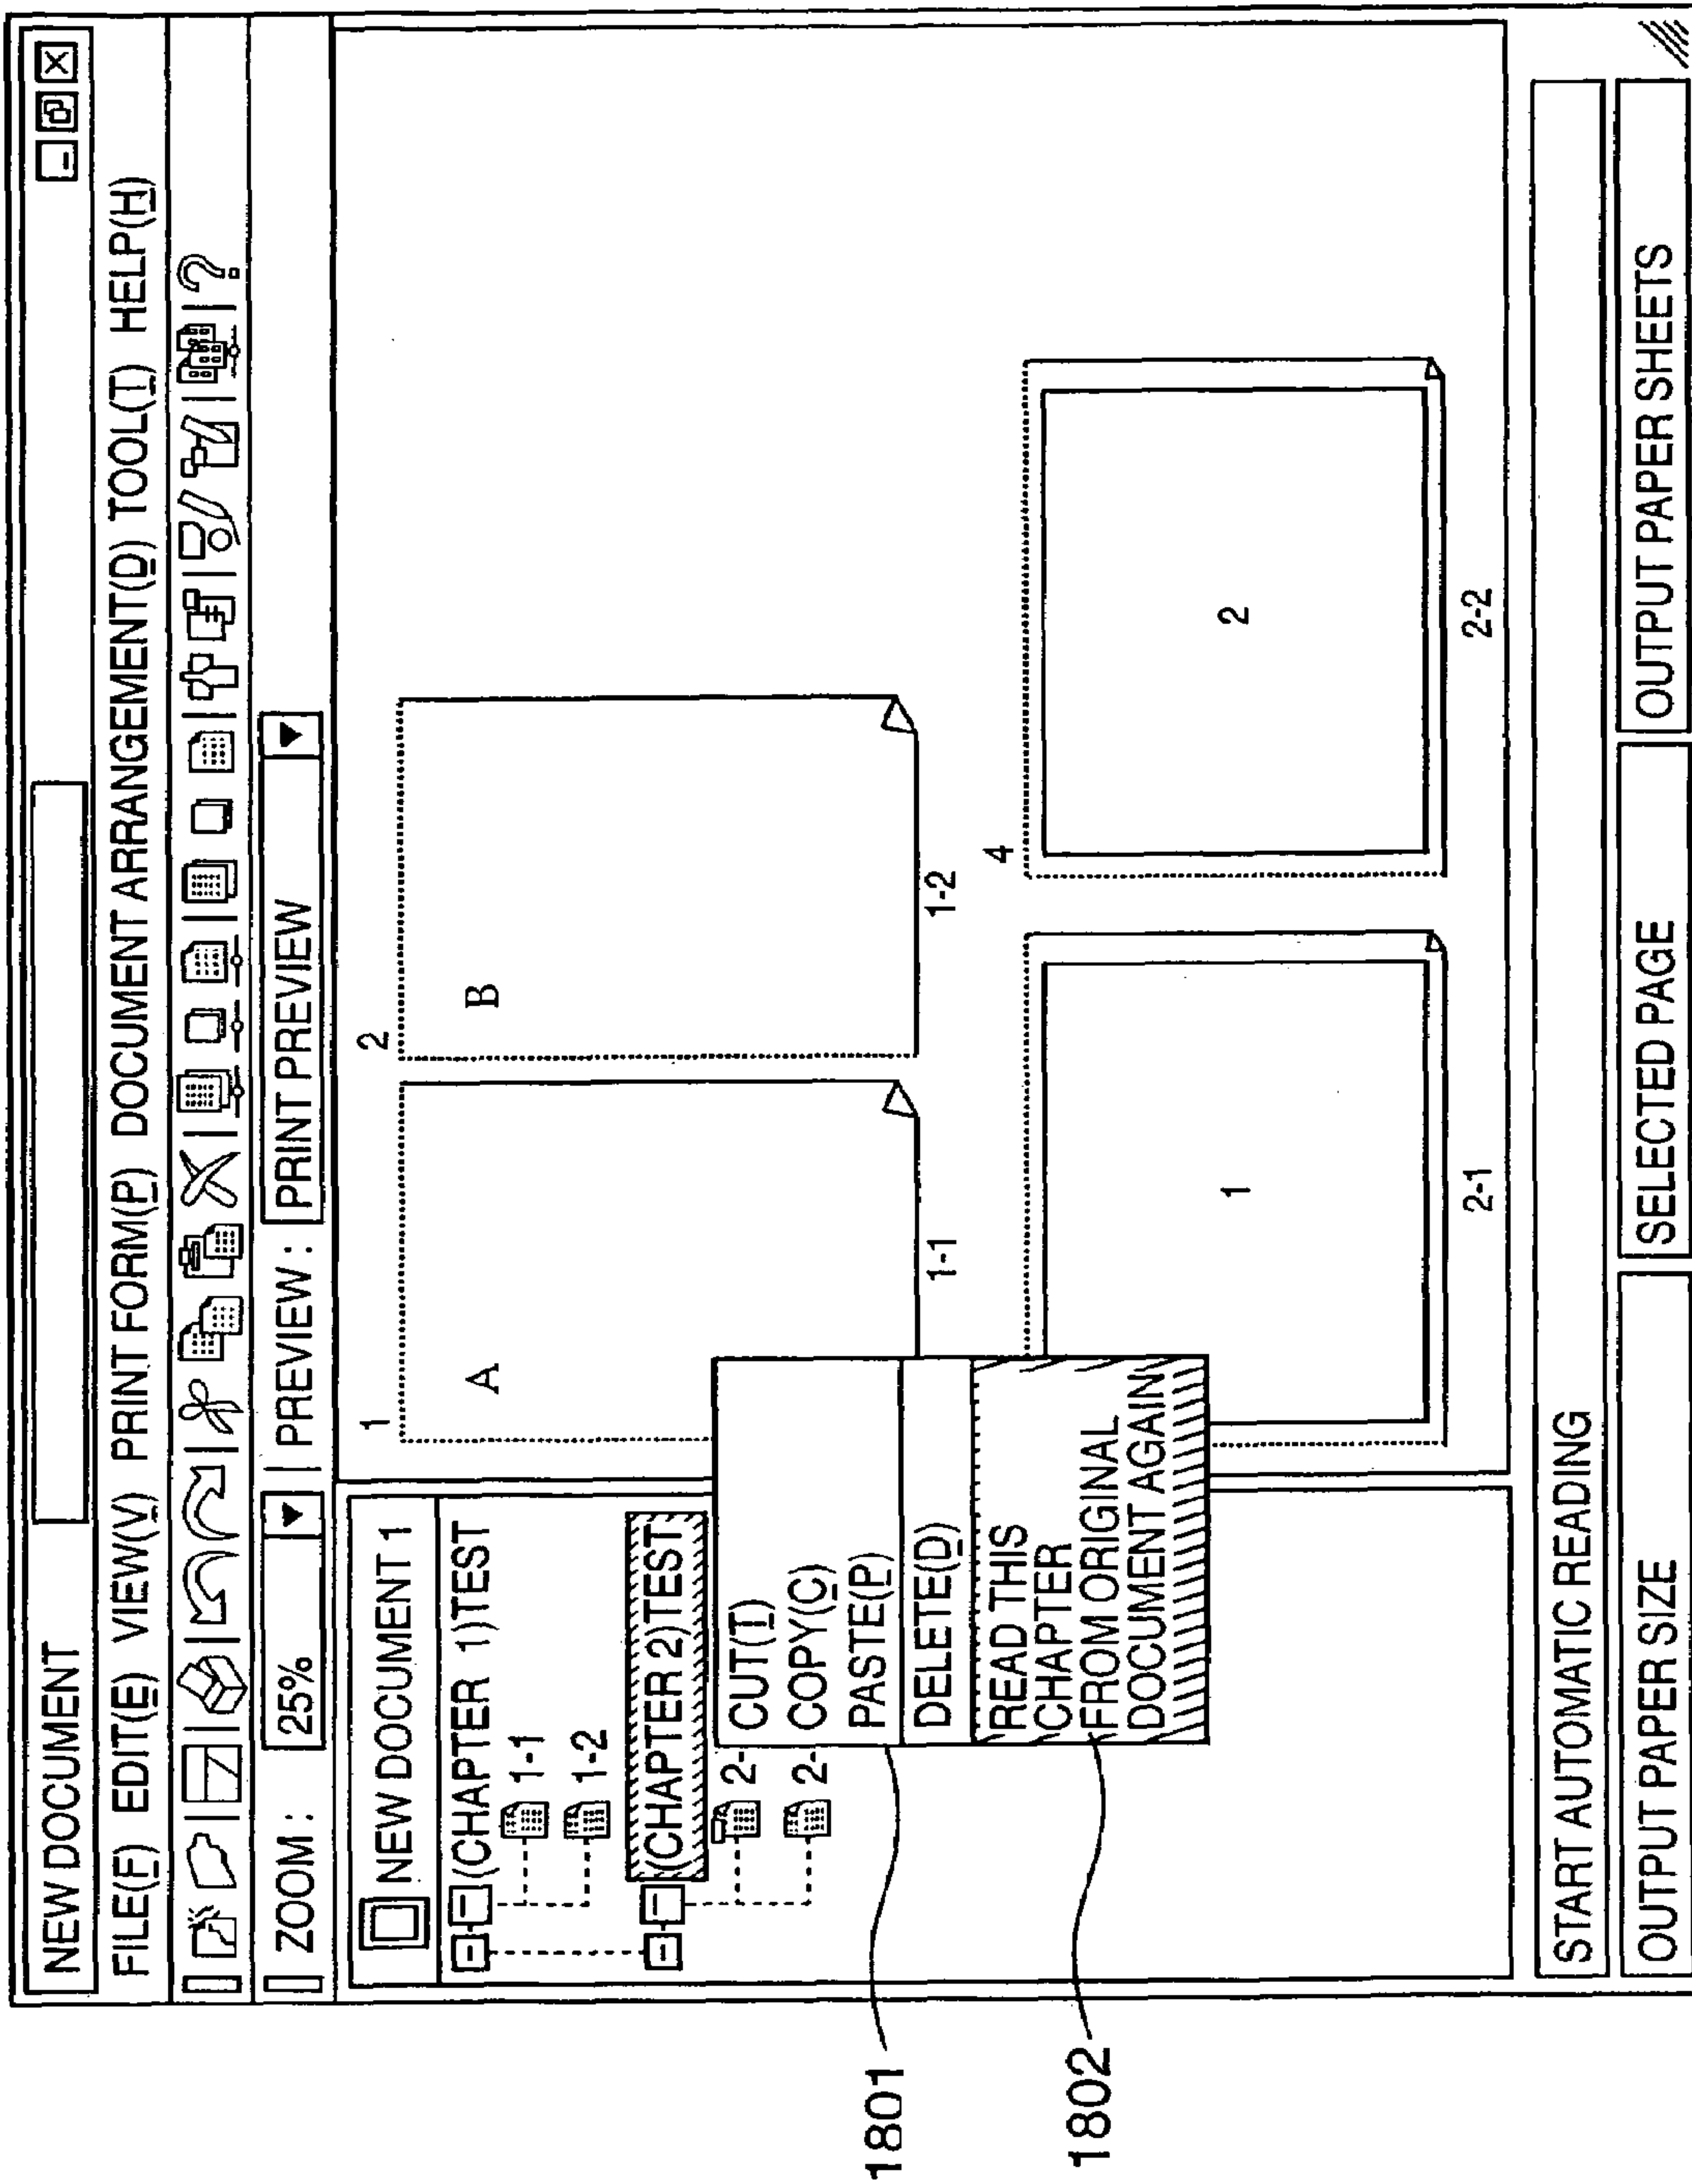 NEW DOCUMENT
FILE(F) EDIT(E) VIEW(V) PRINT FORM(P) DOCUMENT ARRANGEMENT(D) TOOL(T) HELP(H)
ZOOM : 25% PREVIEW : PRINT PREVIEW
NEW DOCUMENT 1
(CHAPTER 1)TEST
1-1
1-2
(CHAPTER 2)TEST
2-
2-
CUT(T)
COPY(C)
PASTE(P)
DELETE(D)
READ THIS
CHAPTER
FROM ORIGINAL
DOCUMENT AGAIN
1801
1802
1 2
A B
1-1 1-2
4
1 2
2-1 2-2
START AUTOMATIC READING
OUTPUT PAPER SIZE SELECTED PAGE OUTPUT PAPER SHEETS